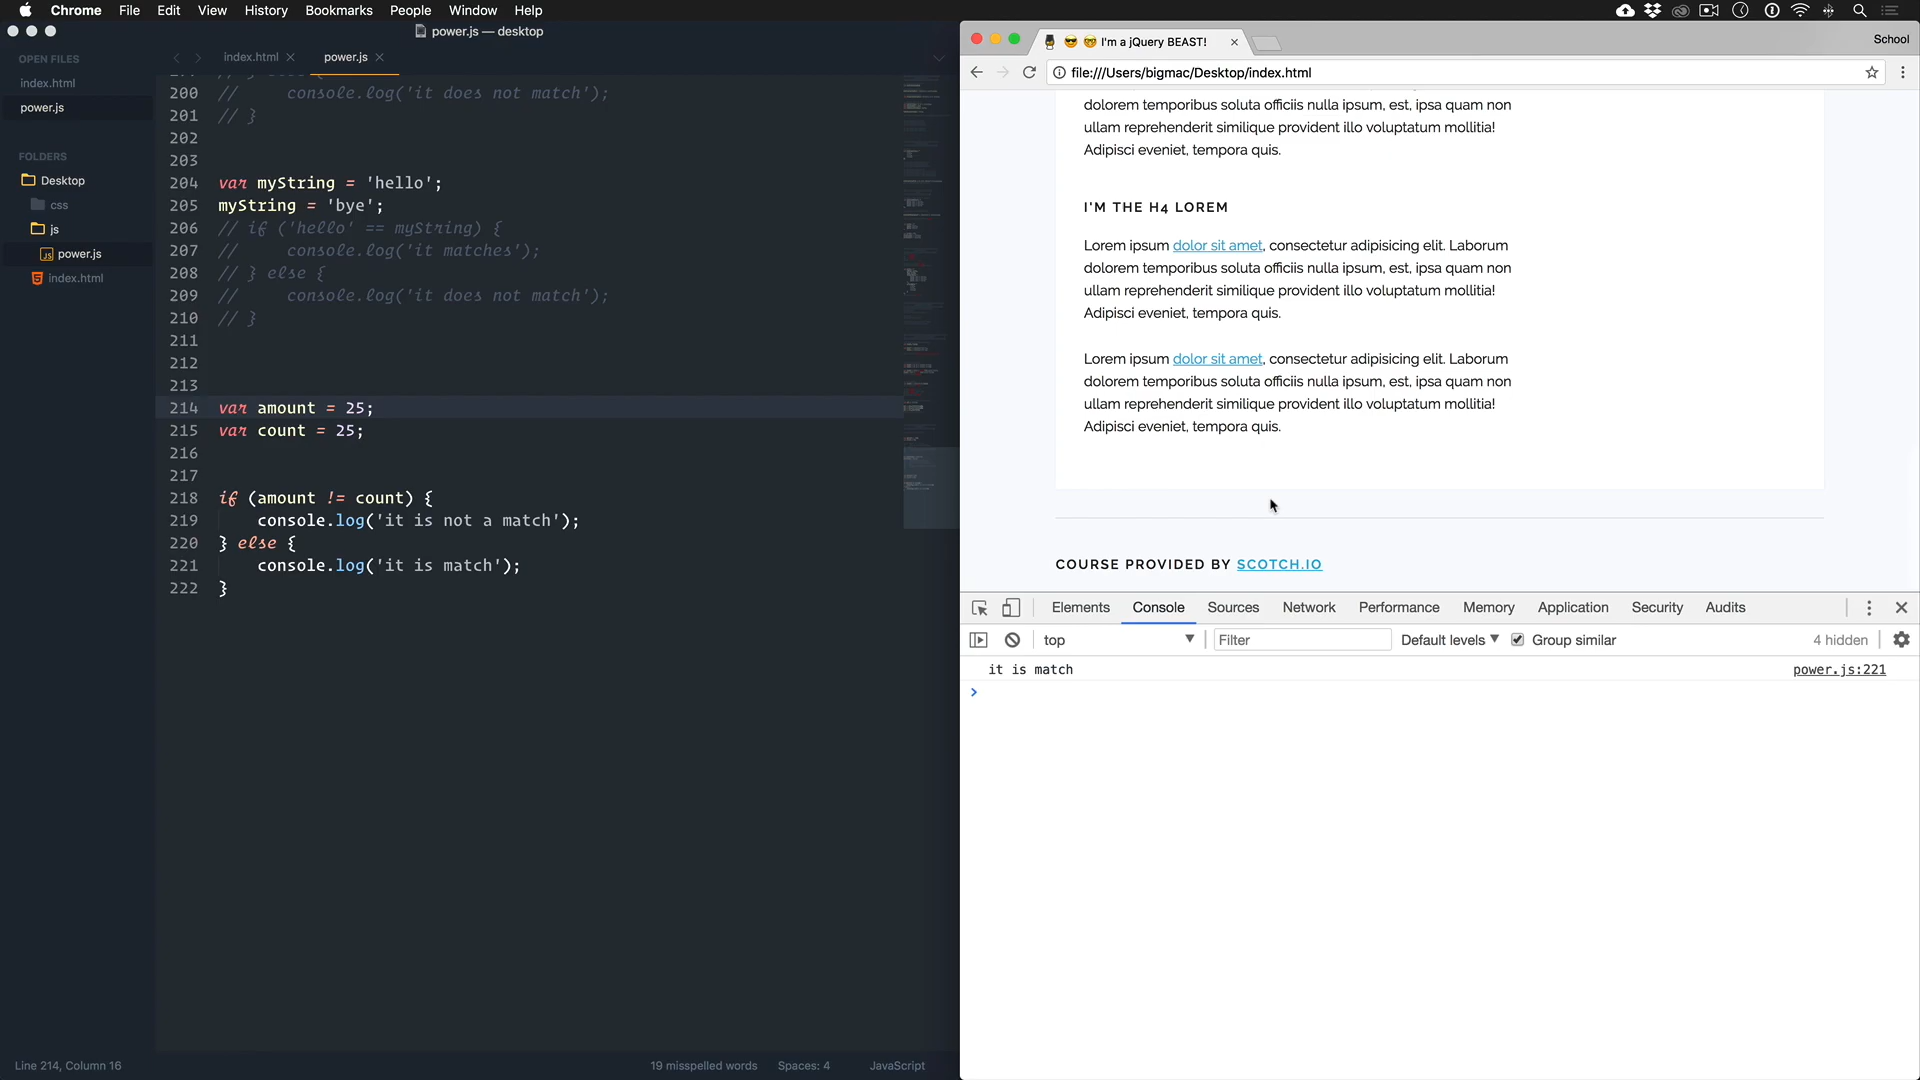 Chrome File Edit View History Bookmarks People Window Help
power.js — desktop
OPEN FILES
index.html
power.js
FOLDERS
Desktop
css
js
power.js
index.html
index.html
power.js
200 //     console.log('it does not match');
201 // }
202
203
204 var myString = 'hello';
205 myString = 'bye';
206 // if ('hello' == myString) {
207 //     console.log('it matches');
208 // } else {
209 //     console.log('it does not match');
210 // }
211
212
213
214 var amount = 25;
215 var count = 25;
216
217
218 if (amount != count) {
219     console.log('it is not a match');
220 } else {
221     console.log('it is match');
222 }
Line 214, Column 16
19 misspelled words
Spaces: 4
JavaScript
I'm a jQuery BEAST!
School
file:///Users/bigmac/Desktop/index.html
dolorem temporibus soluta officiis nulla ipsum, est, ipsa quam non
ullam reprehenderit similique provident illo voluptatum mollitia!
Adipisci eveniet, tempora quis.
I'M THE H4 LOREM
Lorem ipsum dolor sit amet, consectetur adipisicing elit. Laborum
dolorem temporibus soluta officiis nulla ipsum, est, ipsa quam non
ullam reprehenderit similique provident illo voluptatum mollitia!
Adipisci eveniet, tempora quis.
Lorem ipsum dolor sit amet, consectetur adipisicing elit. Laborum
dolorem temporibus soluta officiis nulla ipsum, est, ipsa quam non
ullam reprehenderit similique provident illo voluptatum mollitia!
Adipisci eveniet, tempora quis.
COURSE PROVIDED BY SCOTCH.IO
Elements Console Sources Network Performance Memory Application Security Audits
top
Filter
Default levels
Group similar
4 hidden
it is match
power.js:221